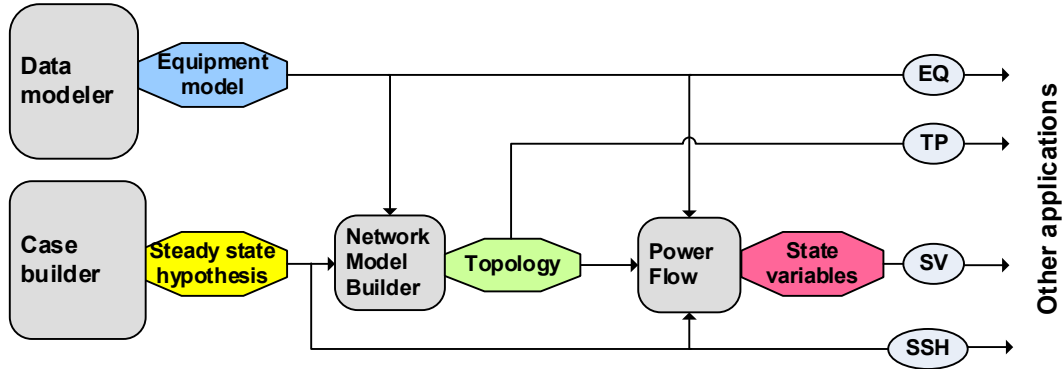 Data
modeler
Equipment
model
EQ
TP
Case
builder
Steady state
hypothesis
Network
Model
Builder
Topology
Power
Flow
State
variables
SV
SSH
Other applications